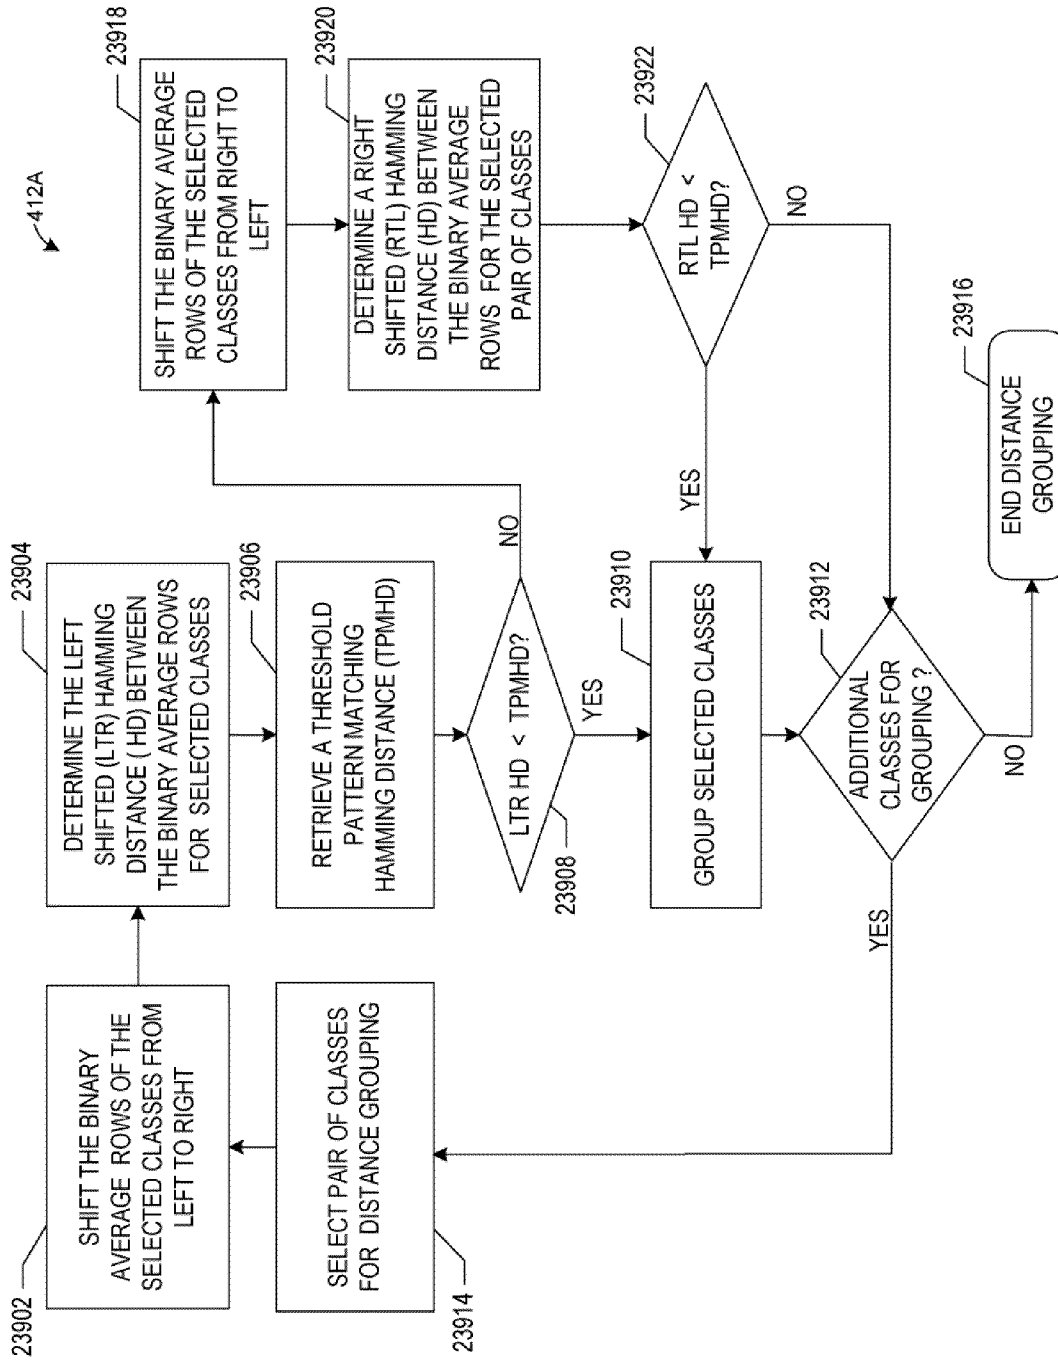 412A
23902
SHIFT THE BINARY
AVERAGE ROWS OF THE
SELECTED CLASSES FROM
LEFT TO RIGHT
23904
DETERMINE THE LEFT
SHIFTED (LTR) HAMMING
DISTANCE ( HD) BETWEEN
THE BINARY AVERAGE ROWS
FOR SELECTED CLASSES
23918
SHIFT THE BINARY AVERAGE
ROWS OF THE SELECTED
CLASSES FROM RIGHT TO
LEFT
23914
SELECT PAIR OF CLASSES
FOR DISTANCE GROUPING
23906
RETRIEVE A THRESHOLD
PATTERN MATCHING
HAMMING DISTANCE (TPMHD)
23920
DETERMINE A RIGHT
SHIFTED (RTL) HAMMING
DISTANCE (HD) BETWEEN
THE BINARY AVERAGE
ROWS FOR THE SELECTED
PAIR OF CLASSES
23908
LTR HD < TPMHD?
NO
YES
23922
RTL HD <
TPMHD?
YES
NO
23910
GROUP SELECTED CLASSES
23912
ADDITIONAL
CLASSES FOR
GROUPING ?
YES
NO
23916
END DISTANCE
GROUPING